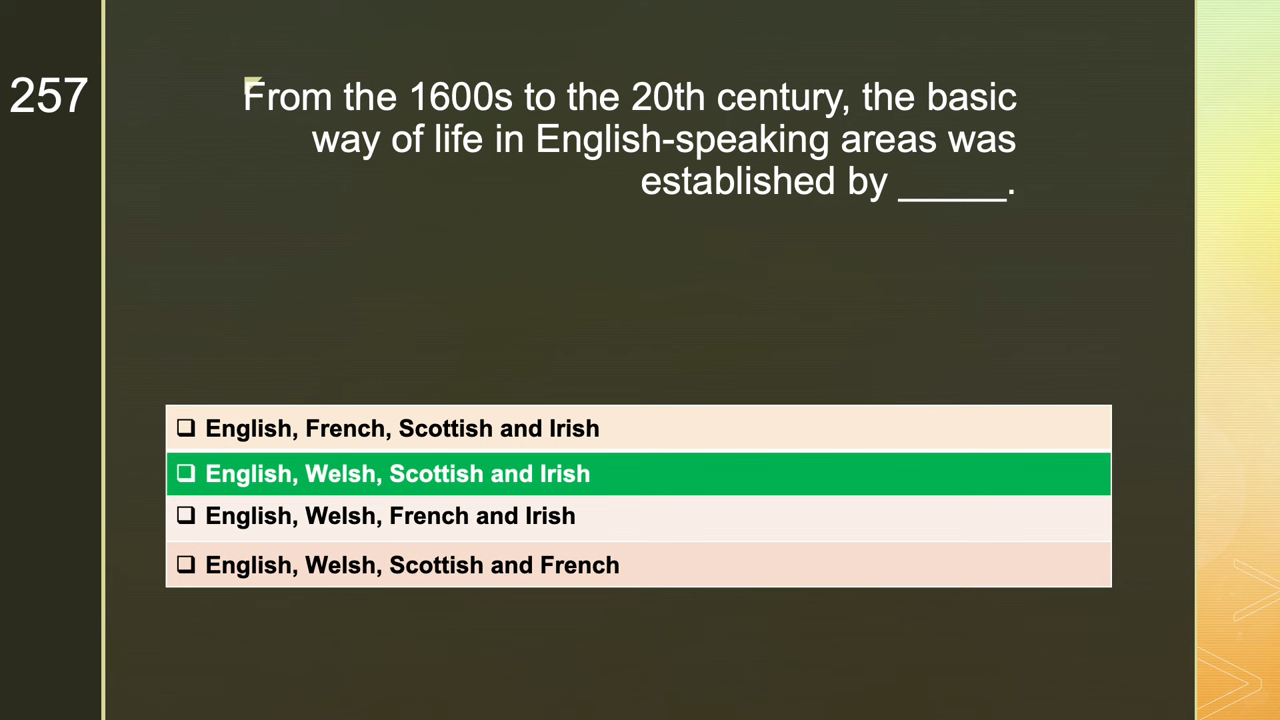 257
From the 1600s to the 20th century, the basic
way of life in English-speaking areas was
established by _____.
❑ English, French, Scottish and Irish
❑ English, Welsh, Scottish and Irish
❑ English, Welsh, French and Irish
❑ English, Welsh, Scottish and French